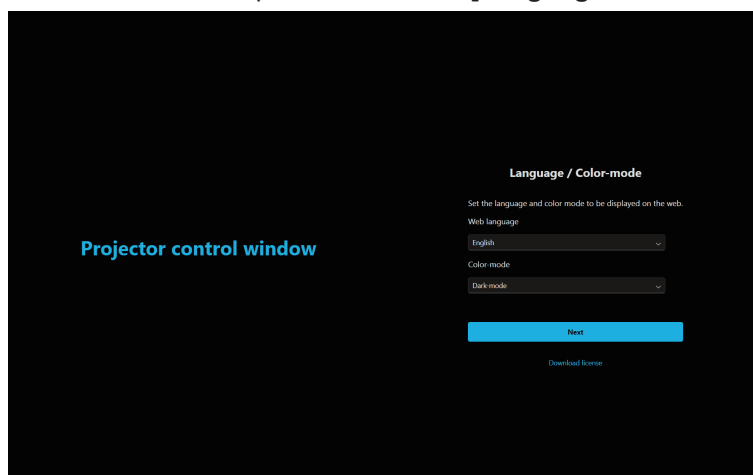 Projector control window
Language / Color-mode
Set the language and color mode to be displayed on the web.
Web language
English
Color-mode
Dark-mode
Next
Download license